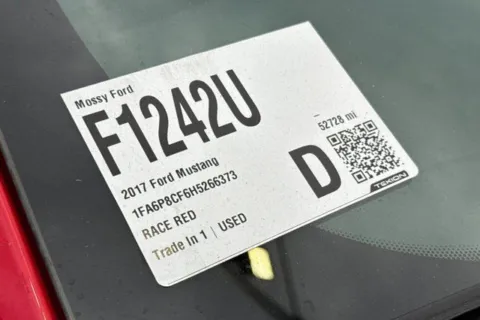 Mossy Ford
F1242U
52728 mi
2017 Ford Mustang
1FA6P8CF6H5266373
D
RACE RED
Trade In 1 | USED
TEKION